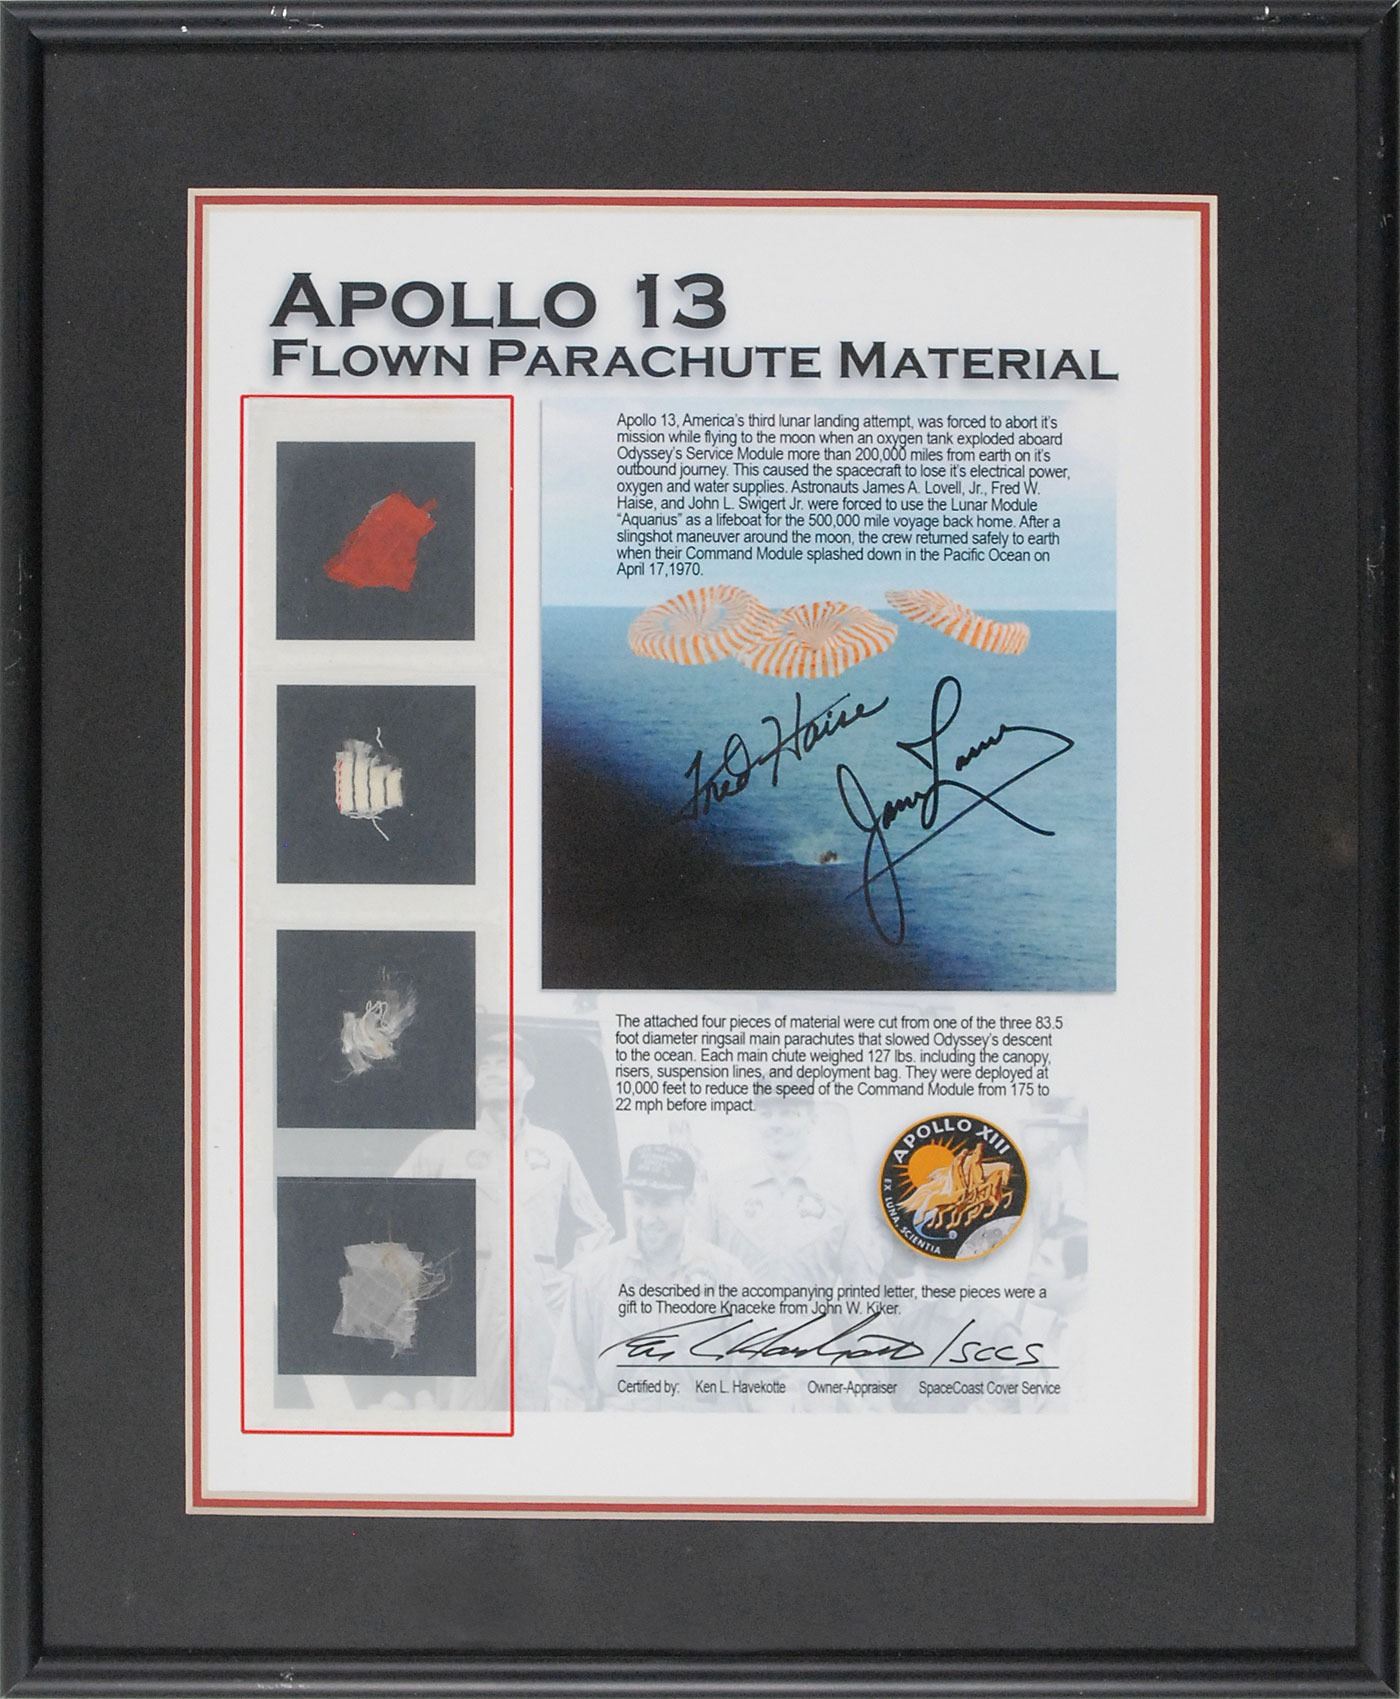 APOLLO 13
FLOWN PARACHUTE MATERIAL
Apollo 13, America's third lunar landing attempt, was forced to abort it's
mission while flying to the moon when an oxygen tank exploded aboard
Odyssey's Service Module more than 200,000 miles from earth on it's
outbound journey. This caused the spacecraft to lose it's electrical power,
oxygen and water supplies. Astronauts James A. Lovell, Jr., Fred W.
Haise, and John L. Swigert Jr. were forced to use the Lunar Module
"Aquarius" as a lifeboat for the 500,000 mile voyage back home. After a
slingshot maneuver around the moon, the crew returned safely to earth
when their Command Module splashed down in the Pacific Ocean on
April 17,1970.
Fred Haise
James Lovell
The attached four pieces of material were cut from one of the three 83.5
foot diameter ringsail main parachutes that slowed Odyssey's descent
to the ocean. Each main chute weighed 127 lbs. including the canopy,
risers, suspension lines, and deployment bag. They were deployed at
10,000 feet to reduce the speed of the Command Module from 175 to
22 mph before impact.
APOLLO XIII
EX LUNA, SCIENTIA
As described in the accompanying printed letter, these pieces were a
gift to Theodore Knaceke from John W. Kiker.
Ken L Havekotte / SCCS
Certified by: Ken L. Havekotte Owner-Appraiser SpaceCoast Cover Service